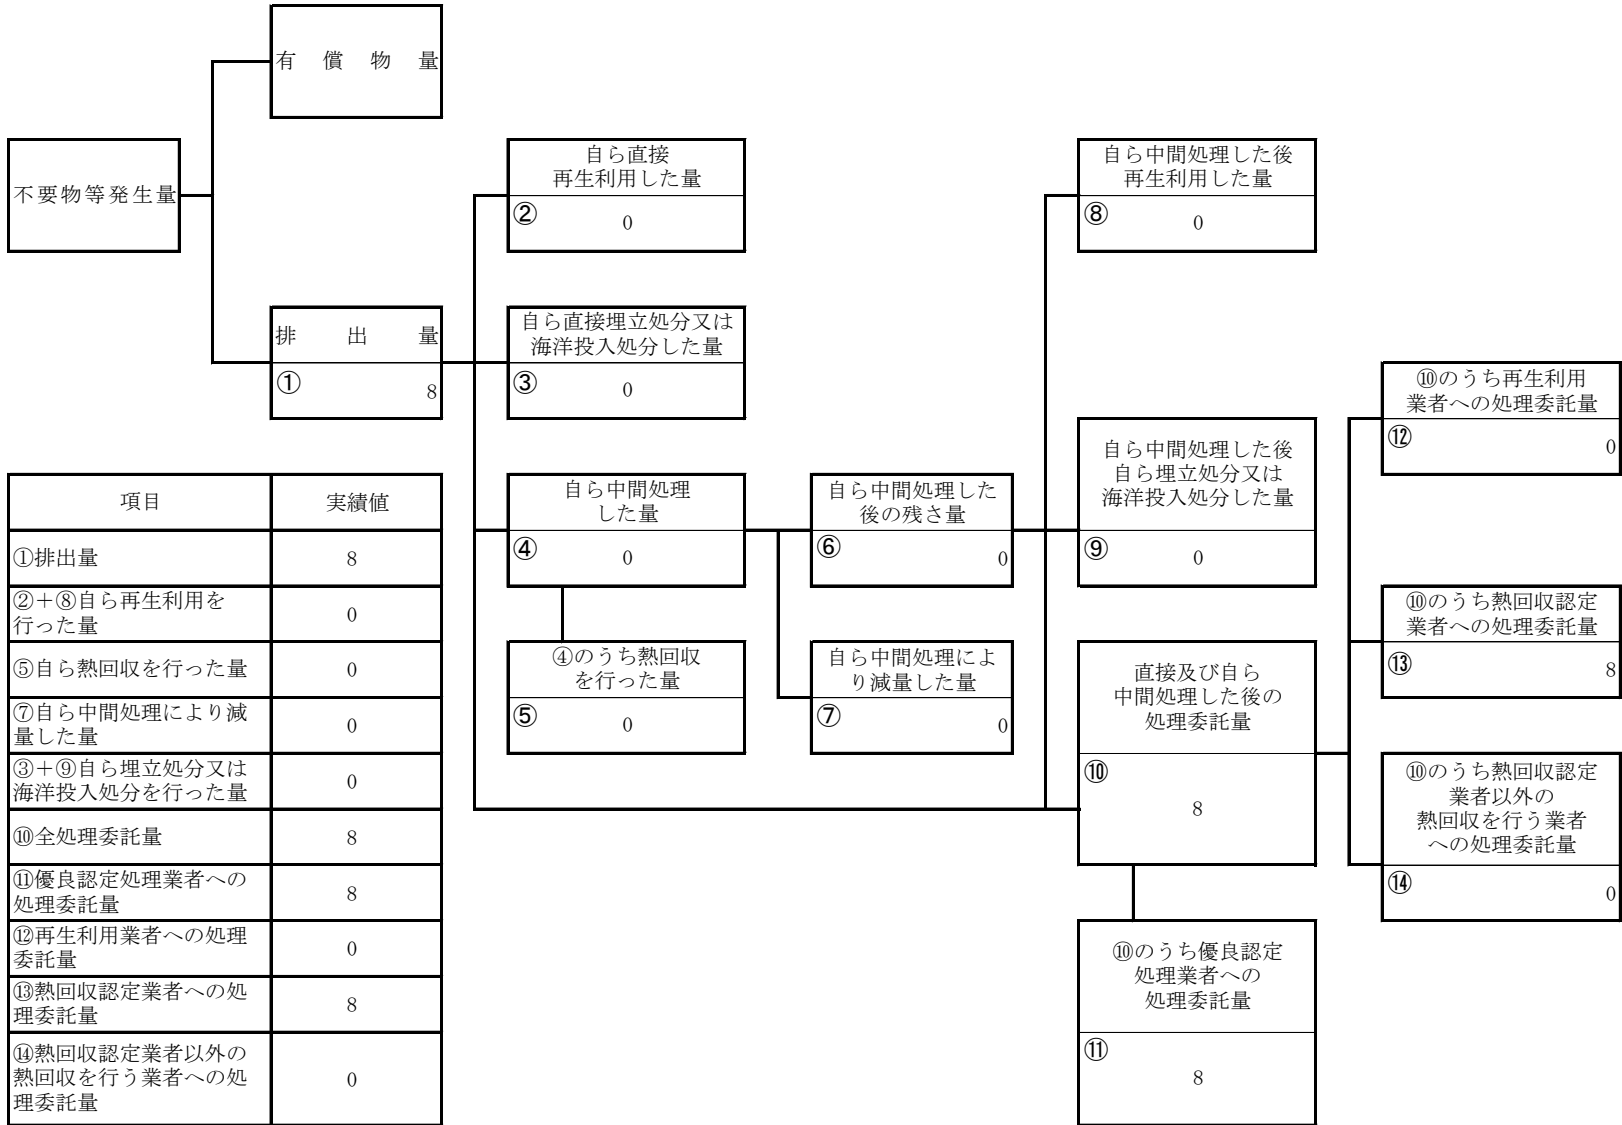 有償物量
不要物等発生量
排出量
①
8
自ら直接
再生利用した量
②
0
自ら直接埋立処分又は
海洋投入処分した量
③
0
自ら中間処理
した量
④
0
④のうち熱回収
を行った量
⑤
0
自ら中間処理した
後の残さ量
⑥
0
自ら中間処理によ
り減量した量
⑦
0
自ら中間処理した後
再生利用した量
⑧
0
自ら中間処理した後
自ら埋立処分又は
海洋投入処分した量
⑨
0
直接及び自ら
中間処理した後の
処理委託量
⑩
8
⑩のうち優良認定
処理業者への
処理委託量
⑪
8
⑩のうち再生利用
業者への処理委託量
⑫
0
⑩のうち熱回収認定
業者への処理委託量
⑬
8
⑩のうち熱回収認定
業者以外の
熱回収を行う業者
への処理委託量
⑭
0
項目 実績値
①排出量 8
②＋⑧自ら再生利用を
行った量
0
⑤自ら熱回収を行った量 0
⑦自ら中間処理により減
量した量
0
③＋⑨自ら埋立処分又は
海洋投入処分を行った量
0
⑩全処理委託量 8
⑪優良認定処理業者への
処理委託量
8
⑫再生利用業者への処理
委託量
0
⑬熱回収認定業者への処
理委託量
8
⑭熱回収認定業者以外の
熱回収を行う業者への処
理委託量
0